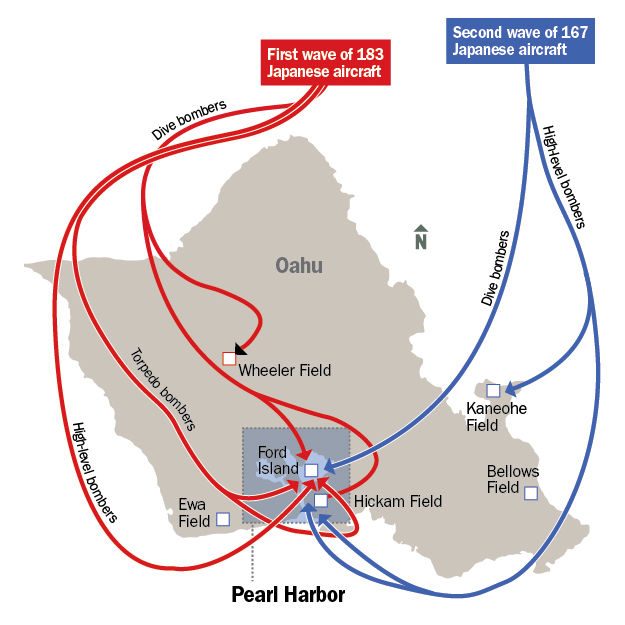 First wave of 183
Japanese aircraft
Second wave of 167
Japanese aircraft
Dive bombers
High-level bombers
N
Oahu
Dive bombers
Wheeler Field
Torpedo bombers
Kaneohe
Field
High-level bombers
Ford
Island
Bellows
Field
Hickam Field
Ewa
Field
Pearl Harbor